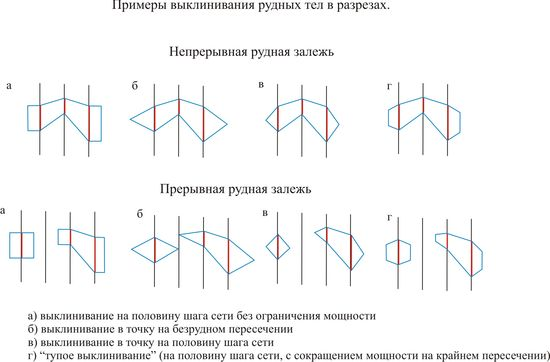 Примеры выклинивания рудных тел в разрезах.
Непрерывная рудная залежь
а б в г
Прерывная рудная залежь
а б в г
а) выклинивание на половину шага сети без ограничения мощности
б) выклинивание в точку на безрудном пересечении
в) выклинивание в точку на половину шага сети
г) “тупое выклинивание” (на половину шага сети, с сокращением мощности на крайнем пересечении)